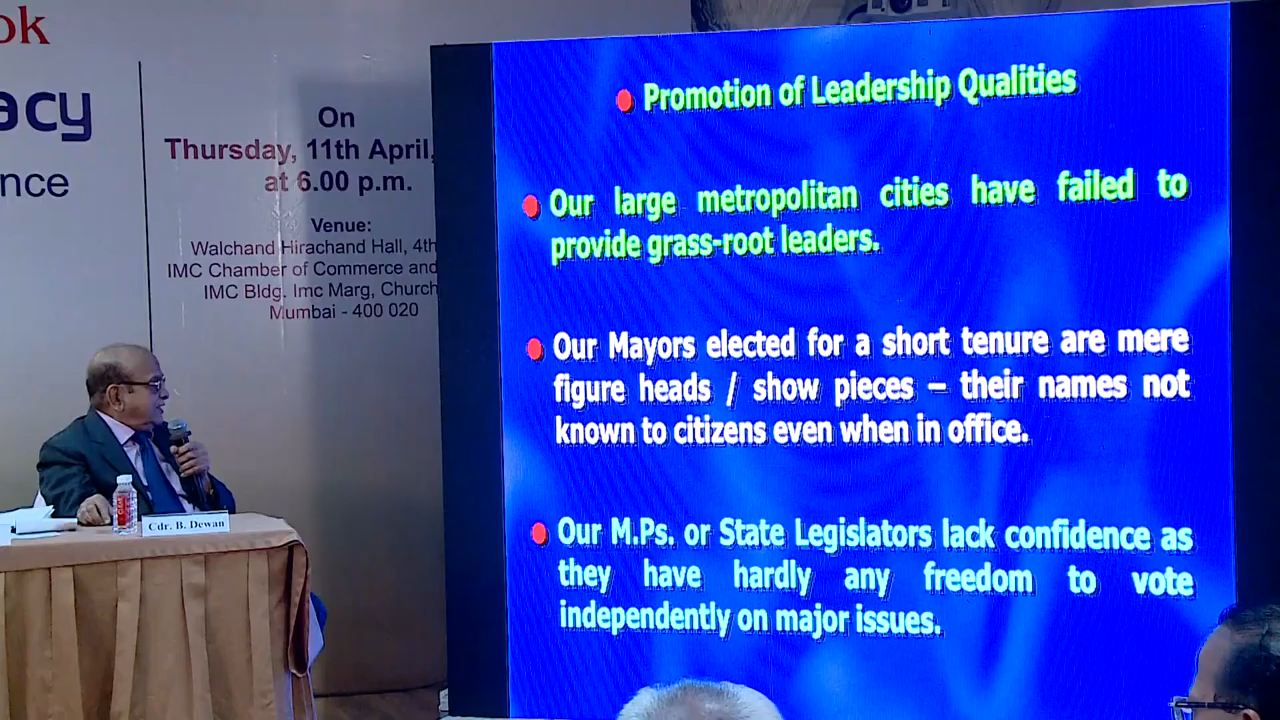 ok
acy
nce
On
Thursday, 11th April,
at 6.00 p.m.
Venue:
Walchand Hirachand Hall, 4th
IMC Chamber of Commerce and
IMC Bldg. Imc Marg, Church
Mumbai - 400 020
Cdr. B. Dewan
Promotion of Leadership Qualities
Our large metropolitan cities have failed to
provide grass-root leaders.
Our Mayors elected for a short tenure are mere
figure heads / show pieces – their names not
known to citizens even when in office.
Our M.Ps. or State Legislators lack confidence as
they have hardly any freedom to vote
independently on major issues.